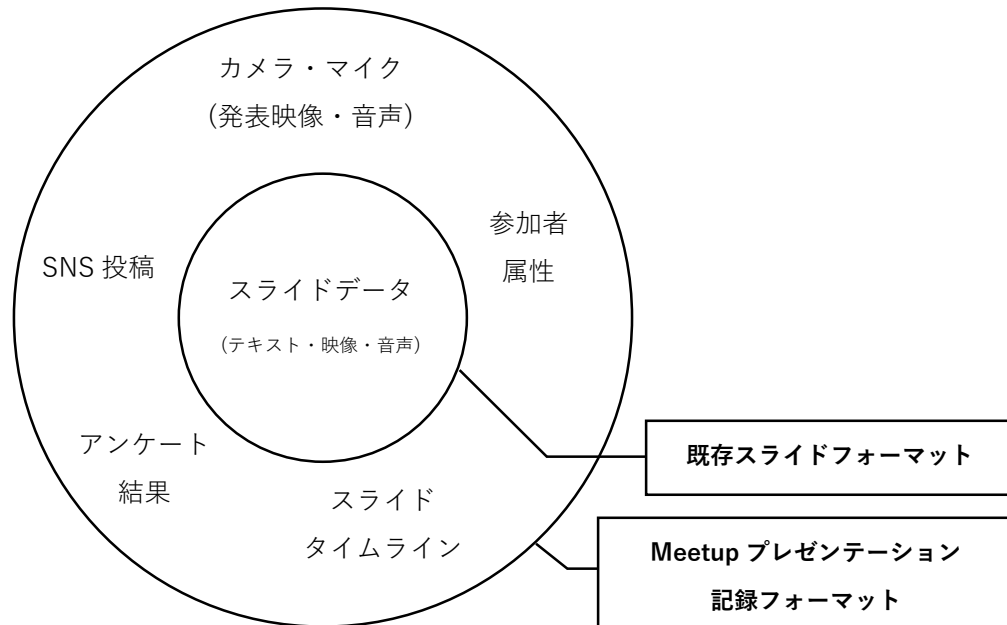 カメラ・マイク
(発表映像・音声)
参加者
属性
SNS 投稿
スライドデータ
(テキスト・映像・音声)
アンケート
結果
スライド
タイムライン
既存スライドフォーマット
Meetup プレゼンテーション
記録フォーマット